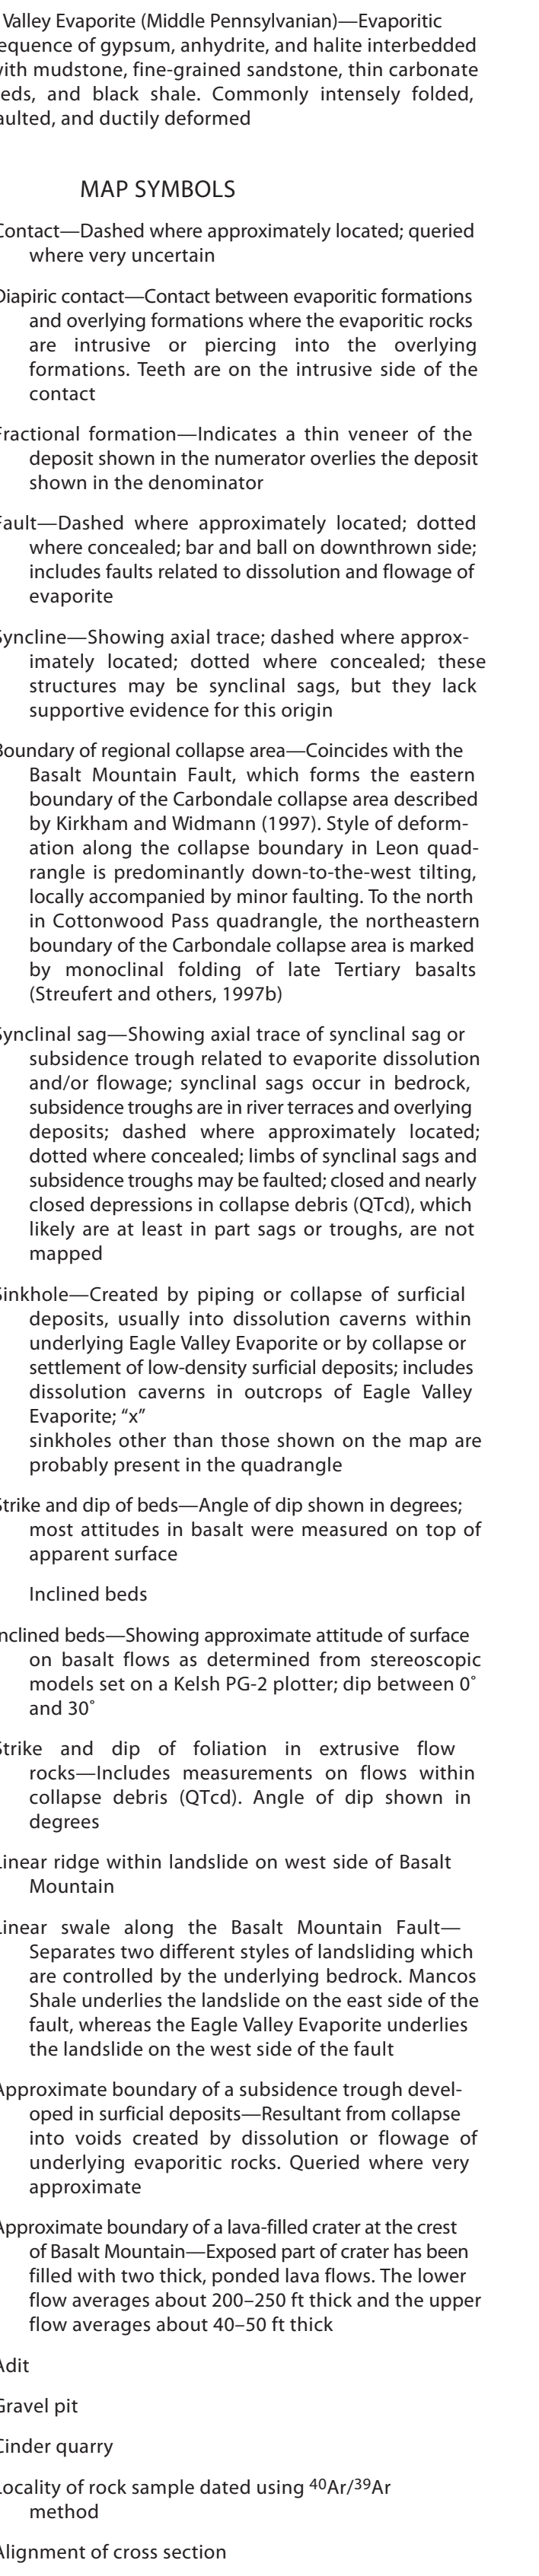 Valley Evaporite (Middle Pennsylvanian)—Evaporitic
equence of gypsum, anhydrite, and halite interbedded
with mudstone, fine-grained sandstone, thin carbonate
eds, and black shale. Commonly intensely folded,
aulted, and ductily deformed
MAP SYMBOLS
Contact—Dashed where approximately located; queried
where very uncertain
Diapiric contact—Contact between evaporitic formations
and overlying formations where the evaporitic rocks
are intrusive or piercing into the overlying
formations. Teeth are on the intrusive side of the
contact
Fractional formation—Indicates a thin veneer of the
deposit shown in the numerator overlies the deposit
shown in the denominator
Fault—Dashed where approximately located; dotted
where concealed; bar and ball on downthrown side;
includes faults related to dissolution and flowage of
evaporite
Syncline—Showing axial trace; dashed where approx-
imately located; dotted where concealed; these
structures may be synclinal sags, but they lack
supportive evidence for this origin
Boundary of regional collapse area—Coincides with the
Basalt Mountain Fault, which forms the eastern
boundary of the Carbondale collapse area described
by Kirkham and Widmann (1997). Style of deform-
ation along the collapse boundary in Leon quad-
rangle is predominantly down-to-the-west tilting,
locally accompanied by minor faulting. To the north
in Cottonwood Pass quadrangle, the northeastern
boundary of the Carbondale collapse area is marked
by monoclinal folding of late Tertiary basalts
(Streufert and others, 1997b)
Synclinal sag—Showing axial trace of synclinal sag or
subsidence trough related to evaporite dissolution
and/or flowage; synclinal sags occur in bedrock,
subsidence troughs are in river terraces and overlying
deposits; dashed where approximately located;
dotted where concealed; limbs of synclinal sags and
subsidence troughs may be faulted; closed and nearly
closed depressions in collapse debris (QTcd), which
likely are at least in part sags or troughs, are not
mapped
Sinkhole—Created by piping or collapse of surficial
deposits, usually into dissolution caverns within
underlying Eagle Valley Evaporite or by collapse or
settlement of low-density surficial deposits; includes
dissolution caverns in outcrops of Eagle Valley
Evaporite; “x”
sinkholes other than those shown on the map are
probably present in the quadrangle
Strike and dip of beds—Angle of dip shown in degrees;
most attitudes in basalt were measured on top of
apparent surface
Inclined beds
Inclined beds—Showing approximate attitude of surface
on basalt flows as determined from stereoscopic
models set on a Kelsh PG-2 plotter; dip between 0˚
and 30˚
Strike and dip of foliation in extrusive flow
rocks—Includes measurements on flows within
collapse debris (QTcd). Angle of dip shown in
degrees
Linear ridge within landslide on west side of Basalt
Mountain
Linear swale along the Basalt Mountain Fault—
Separates two different styles of landsliding which
are controlled by the underlying bedrock. Mancos
Shale underlies the landslide on the east side of the
fault, whereas the Eagle Valley Evaporite underlies
the landslide on the west side of the fault
Approximate boundary of a subsidence trough devel-
oped in surficial deposits—Resultant from collapse
into voids created by dissolution or flowage of
underlying evaporitic rocks. Queried where very
approximate
Approximate boundary of a lava-filled crater at the crest
of Basalt Mountain—Exposed part of crater has been
filled with two thick, ponded lava flows. The lower
flow averages about 200–250 ft thick and the upper
flow averages about 40–50 ft thick
Adit
Gravel pit
Cinder quarry
Locality of rock sample dated using ⁴⁰Ar/³⁹Ar
method
Alignment of cross section